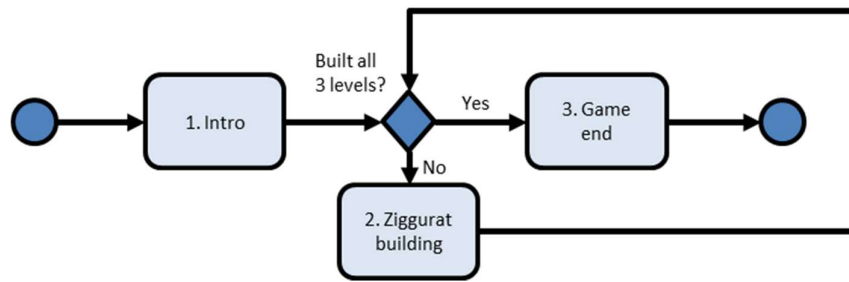 Built all
3 levels?
1. Intro
Yes
3. Game
end
No
2. Ziggurat
building